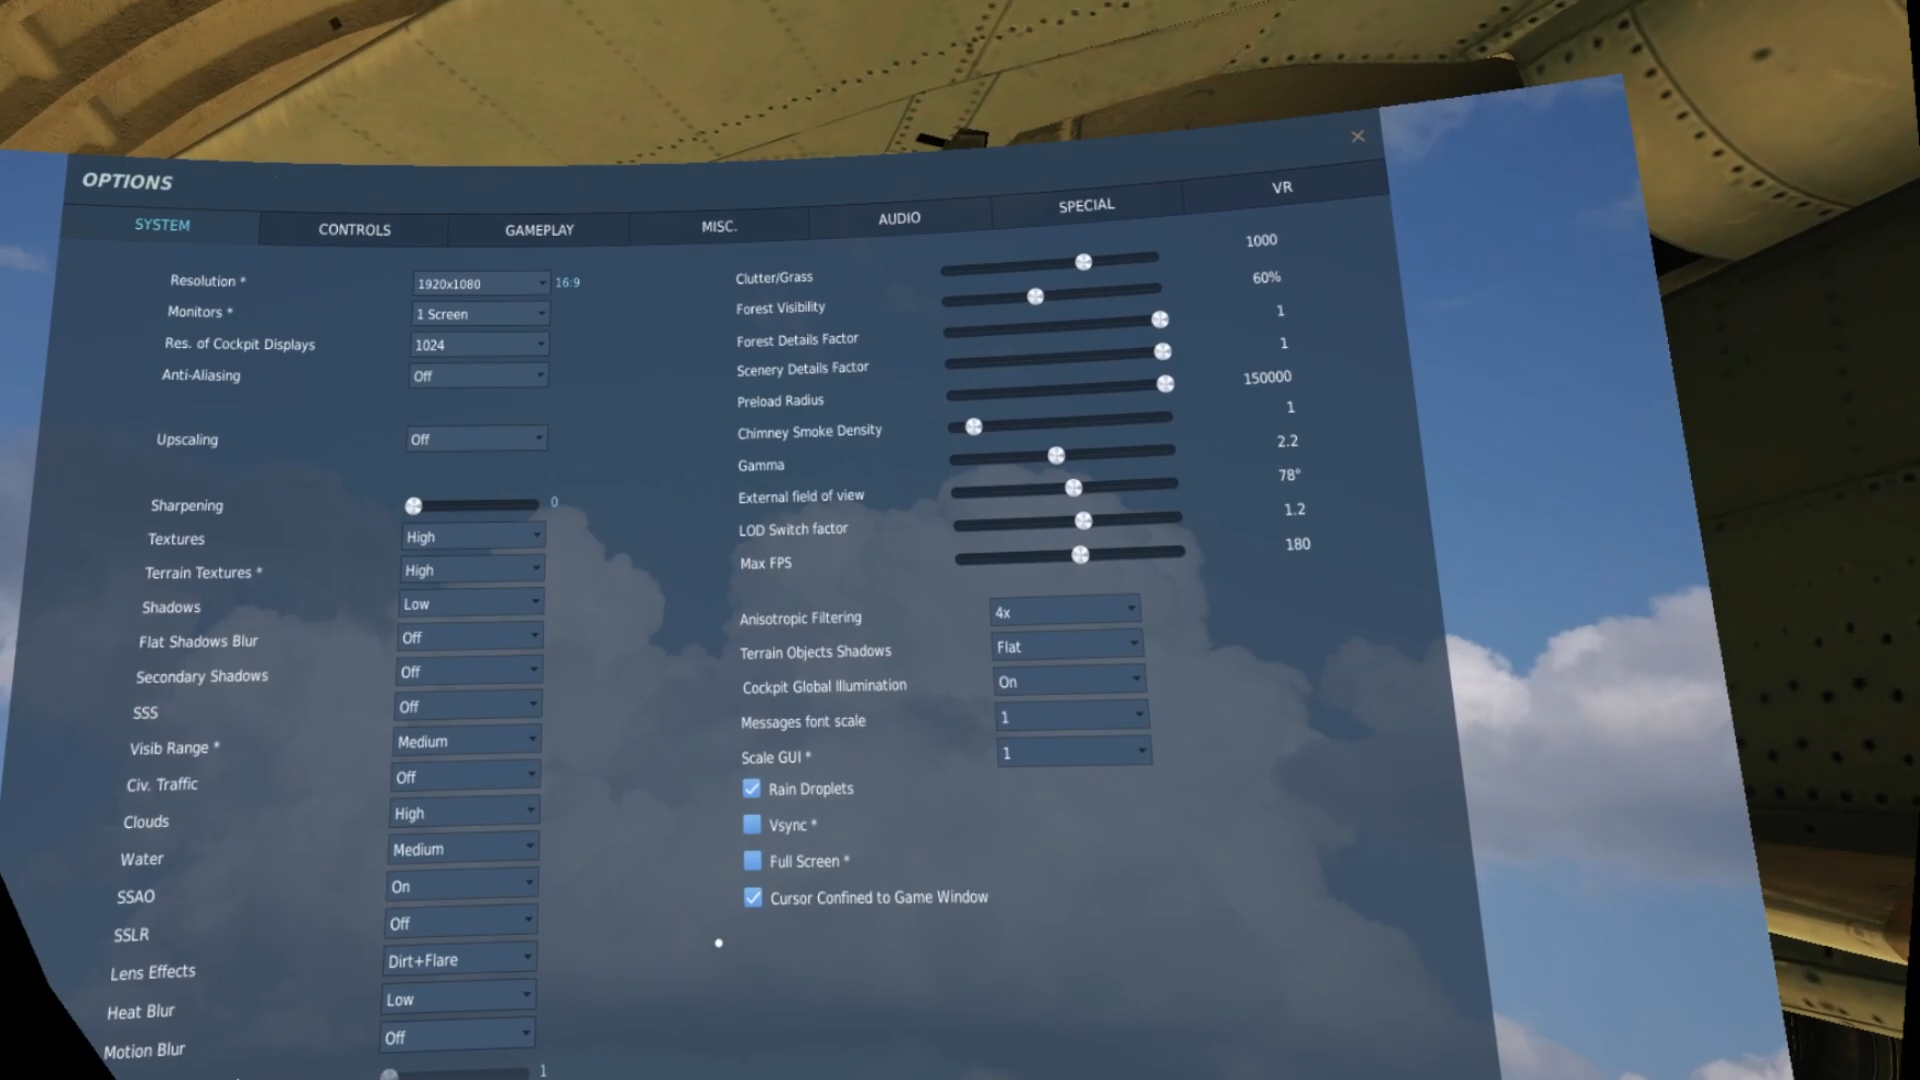 OPTIONS
SYSTEM CONTROLS GAMEPLAY MISC. AUDIO SPECIAL VR
Resolution * 1920x1080 16:9
Monitors * 1 Screen
Res. of Cockpit Displays 1024
Anti-Aliasing Off
Upscaling Off
Sharpening 0
Textures High
Terrain Textures * High
Shadows Low
Flat Shadows Blur Off
Secondary Shadows Off
SSS Off
Visib Range * Medium
Civ. Traffic Off
Clouds High
Water Medium
SSAO On
SSLR Off
Lens Effects Dirt+Flare
Heat Blur Low
Motion Blur Off
1
Clutter/Grass 1000
Forest Visibility 60%
Forest Details Factor 1
Scenery Details Factor 1
Preload Radius 150000
Chimney Smoke Density 1
Gamma 2.2
External field of view 78°
LOD Switch factor 1.2
Max FPS 180
Anisotropic Filtering 4x
Terrain Objects Shadows Flat
Cockpit Global Illumination On
Messages font scale 1
Scale GUI * 1
Rain Droplets
Vsync *
Full Screen *
Cursor Confined to Game Window